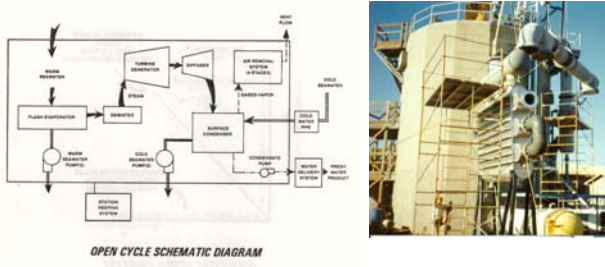 VENT
FLOW
WARM
SEAWATER
TURBINE
GENERATOR
DIFFUSER
AIR REMOVAL
SYSTEM
(4 STAGES)
COLD
SEAWATER
STEAM
GASES/VAPOR
FLASH EVAPORATOR
DEMISTER
SURFACE
CONDENSER
COLD
WATER
PIPE
WARM
SEAWATER
PUMP(S)
COLD
SEAWATER
PUMP(S)
CONDENSATE
PUMP
WATER
DELIVERY
SYSTEM
FRESH
WATER
PRODUCT
STATION
KEEPING
SYSTEM
OPEN CYCLE SCHEMATIC DIAGRAM